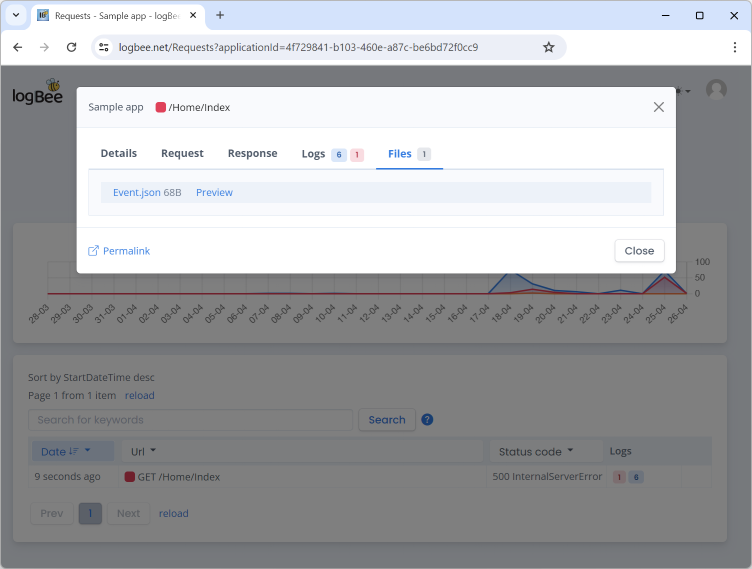 Requests - Sample app - logBe
logbee.net/Requests?applicationId=4f729841-b103-460e-a87c-be6bd72f0cc9
logBee
Sample app /Home/Index
Details Request Response Logs 6 1 Files 1
Event.json 68B Preview
Permalink Close
100
50
0
28-03 29-03 30-03 31-03 01-04 02-04 03-04 04-04 05-04 06-04 07-04 08-04 09-04 10-04 11-04 12-04 13-04 14-04 15-04 16-04 17-04 18-04 19-04 20-04 21-04 22-04 23-04 24-04 25-04 26-04
Sort by StartDateTime desc
Page 1 from 1 item reload
Search for keywords Search ?
Date Url Status code Logs
9 seconds ago GET /Home/Index 500 InternalServerError 1 6
Prev 1 Next reload